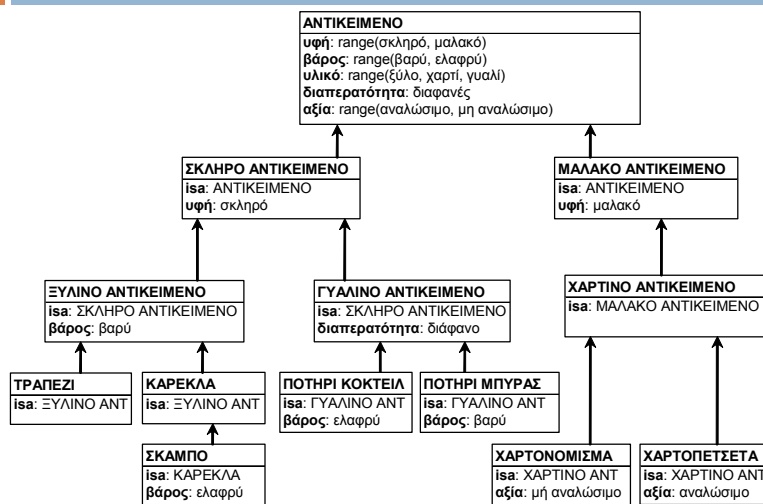 ΑΝΤΙΚΕΙΜΕΝΟ
υφή: range(σκληρό, μαλακό)
βάρος: range(βαρύ, ελαφρύ)
υλικό: range(ξύλο, χαρτί, γυαλί)
διαπερατότητα: διαφανές
αξία: range(αναλώσιμο, μη αναλώσιμο)
ΣΚΛΗΡΟ ΑΝΤΙΚΕΙΜΕΝΟ
isa: ΑΝΤΙΚΕΙΜΕΝΟ
υφή: σκληρό
ΜΑΛΑΚΟ ΑΝΤΙΚΕΙΜΕΝΟ
isa: ΑΝΤΙΚΕΙΜΕΝΟ
υφή: μαλακό
ΞΥΛΙΝΟ ΑΝΤΙΚΕΙΜΕΝΟ
isa: ΣΚΛΗΡΟ ΑΝΤΙΚΕΙΜΕΝΟ
βάρος: βαρύ
ΓΥΑΛΙΝΟ ΑΝΤΙΚΕΙΜΕΝΟ
isa: ΣΚΛΗΡΟ ΑΝΤΙΚΕΙΜΕΝΟ
διαπερατότητα: διάφανο
ΧΑΡΤΙΝΟ ΑΝΤΙΚΕΙΜΕΝΟ
isa: ΜΑΛΑΚΟ ΑΝΤΙΚΕΙΜΕΝΟ
ΤΡΑΠΕΖΙ
isa: ΞΥΛΙΝΟ ΑΝΤ
ΚΑΡΕΚΛΑ
isa: ΞΥΛΙΝΟ ΑΝΤ
ΠΟΤΗΡΙ ΚΟΚΤΕΙΛ
isa: ΓΥΑΛΙΝΟ ΑΝΤ
βάρος: ελαφρύ
ΠΟΤΗΡΙ ΜΠΥΡΑΣ
isa: ΓΥΑΛΙΝΟ ΑΝΤ
βάρος: βαρύ
ΣΚΑΜΠΟ
isa: ΚΑΡΕΚΛΑ
βάρος: ελαφρύ
ΧΑΡΤΟΝΟΜΙΣΜΑ
isa: ΧΑΡΤΙΝΟ ΑΝΤ
αξία: μή αναλώσιμο
ΧΑΡΤΟΠΕΤΣΕΤΑ
isa: ΧΑΡΤΙΝΟ ΑΝΤ
αξία: αναλώσιμο